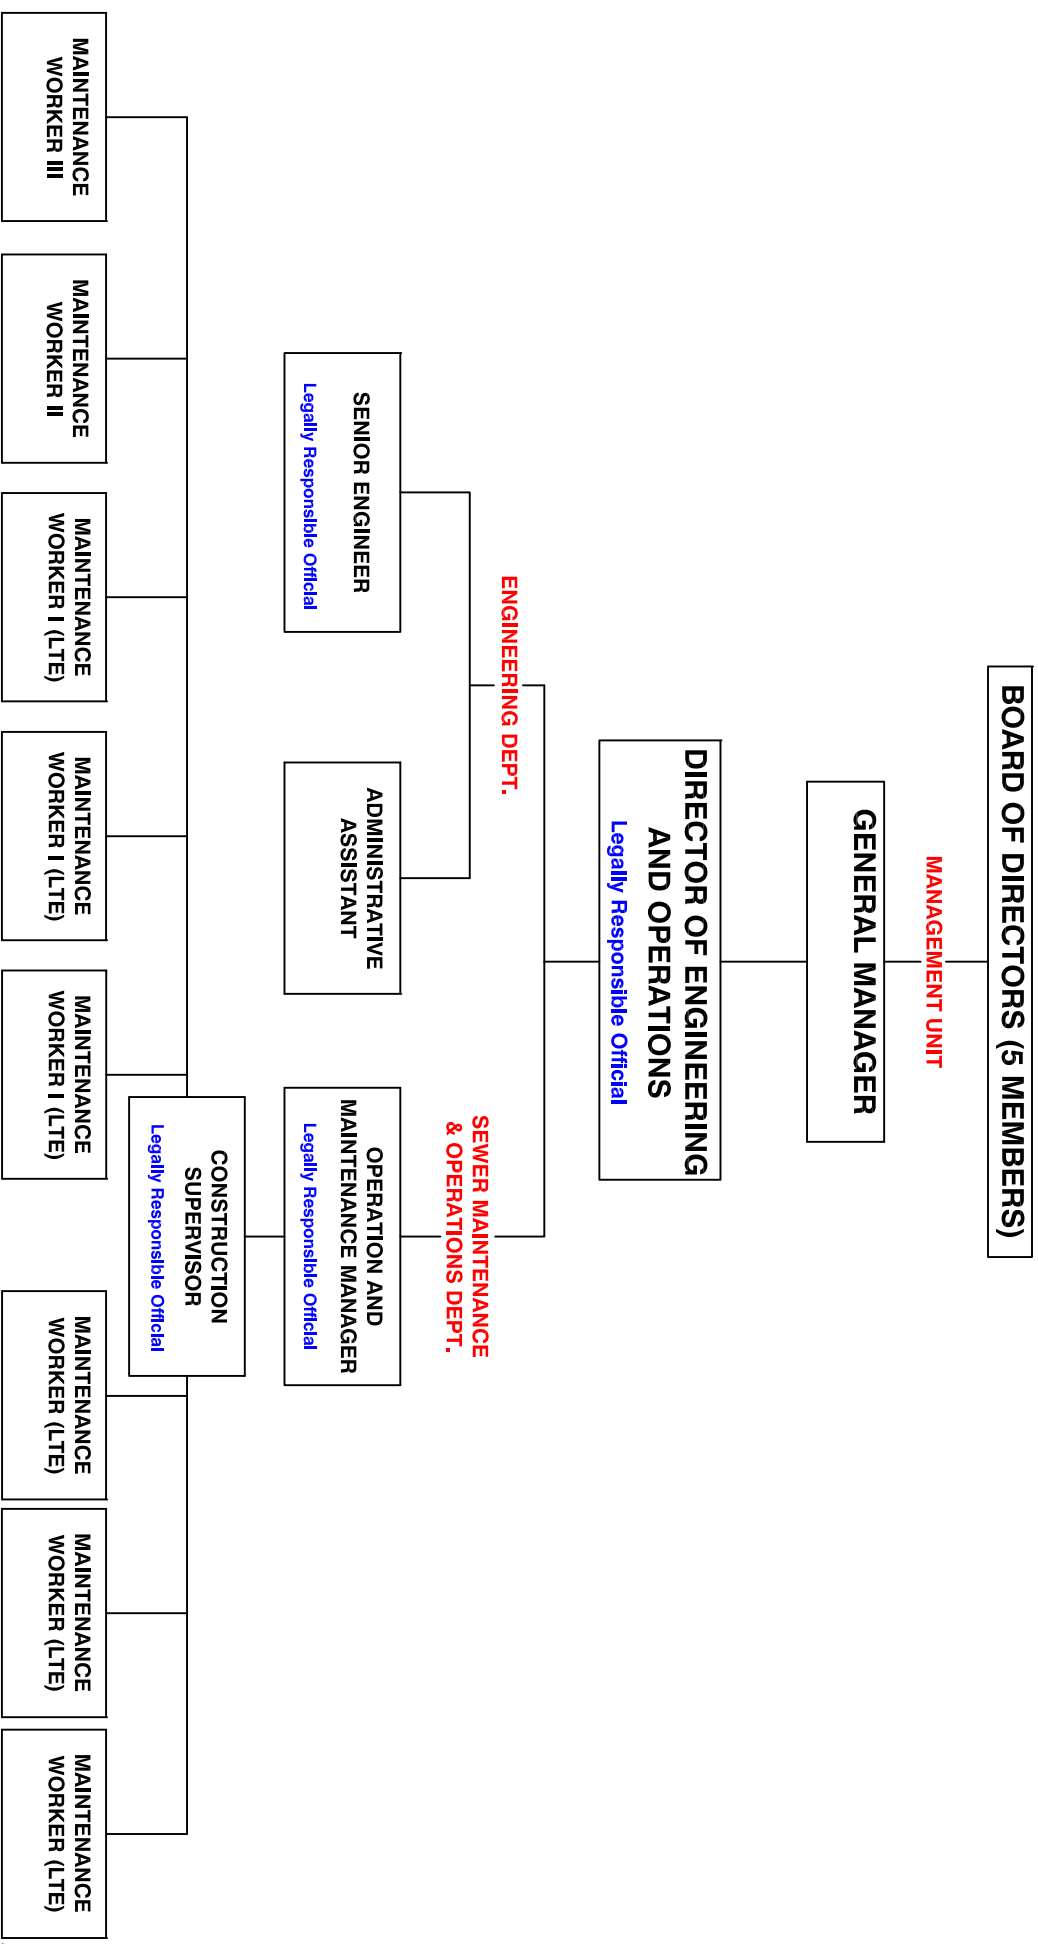 BOARD OF DIRECTORS (5 MEMBERS)
MANAGEMENT UNIT
GENERAL MANAGER
DIRECTOR OF ENGINEERING
AND OPERATIONS
Legally Responsible Official
ENGINEERING DEPT.
SEWER MAINTENANCE
& OPERATIONS DEPT.
SENIOR ENGINEER
Legally Responsible Official
ADMINISTRATIVE
ASSISTANT
OPERATION AND
MAINTENANCE MANAGER
Legally Responsible Official
CONSTRUCTION
SUPERVISOR
Legally Responsible Official
MAINTENANCE
WORKER III
MAINTENANCE
WORKER II
MAINTENANCE
WORKER I (LTE)
MAINTENANCE
WORKER I (LTE)
MAINTENANCE
WORKER I (LTE)
MAINTENANCE
WORKER (LTE)
MAINTENANCE
WORKER (LTE)
MAINTENANCE
WORKER (LTE)